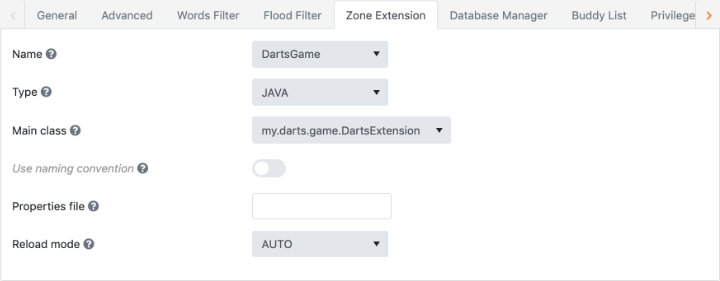 General Advanced Words Filter Flood Filter Zone Extension Database Manager Buddy List Privilege
Name
DartsGame
Type
JAVA
Main class
my.darts.game.DartsExtension
Use naming convention
Properties file
Reload mode
AUTO